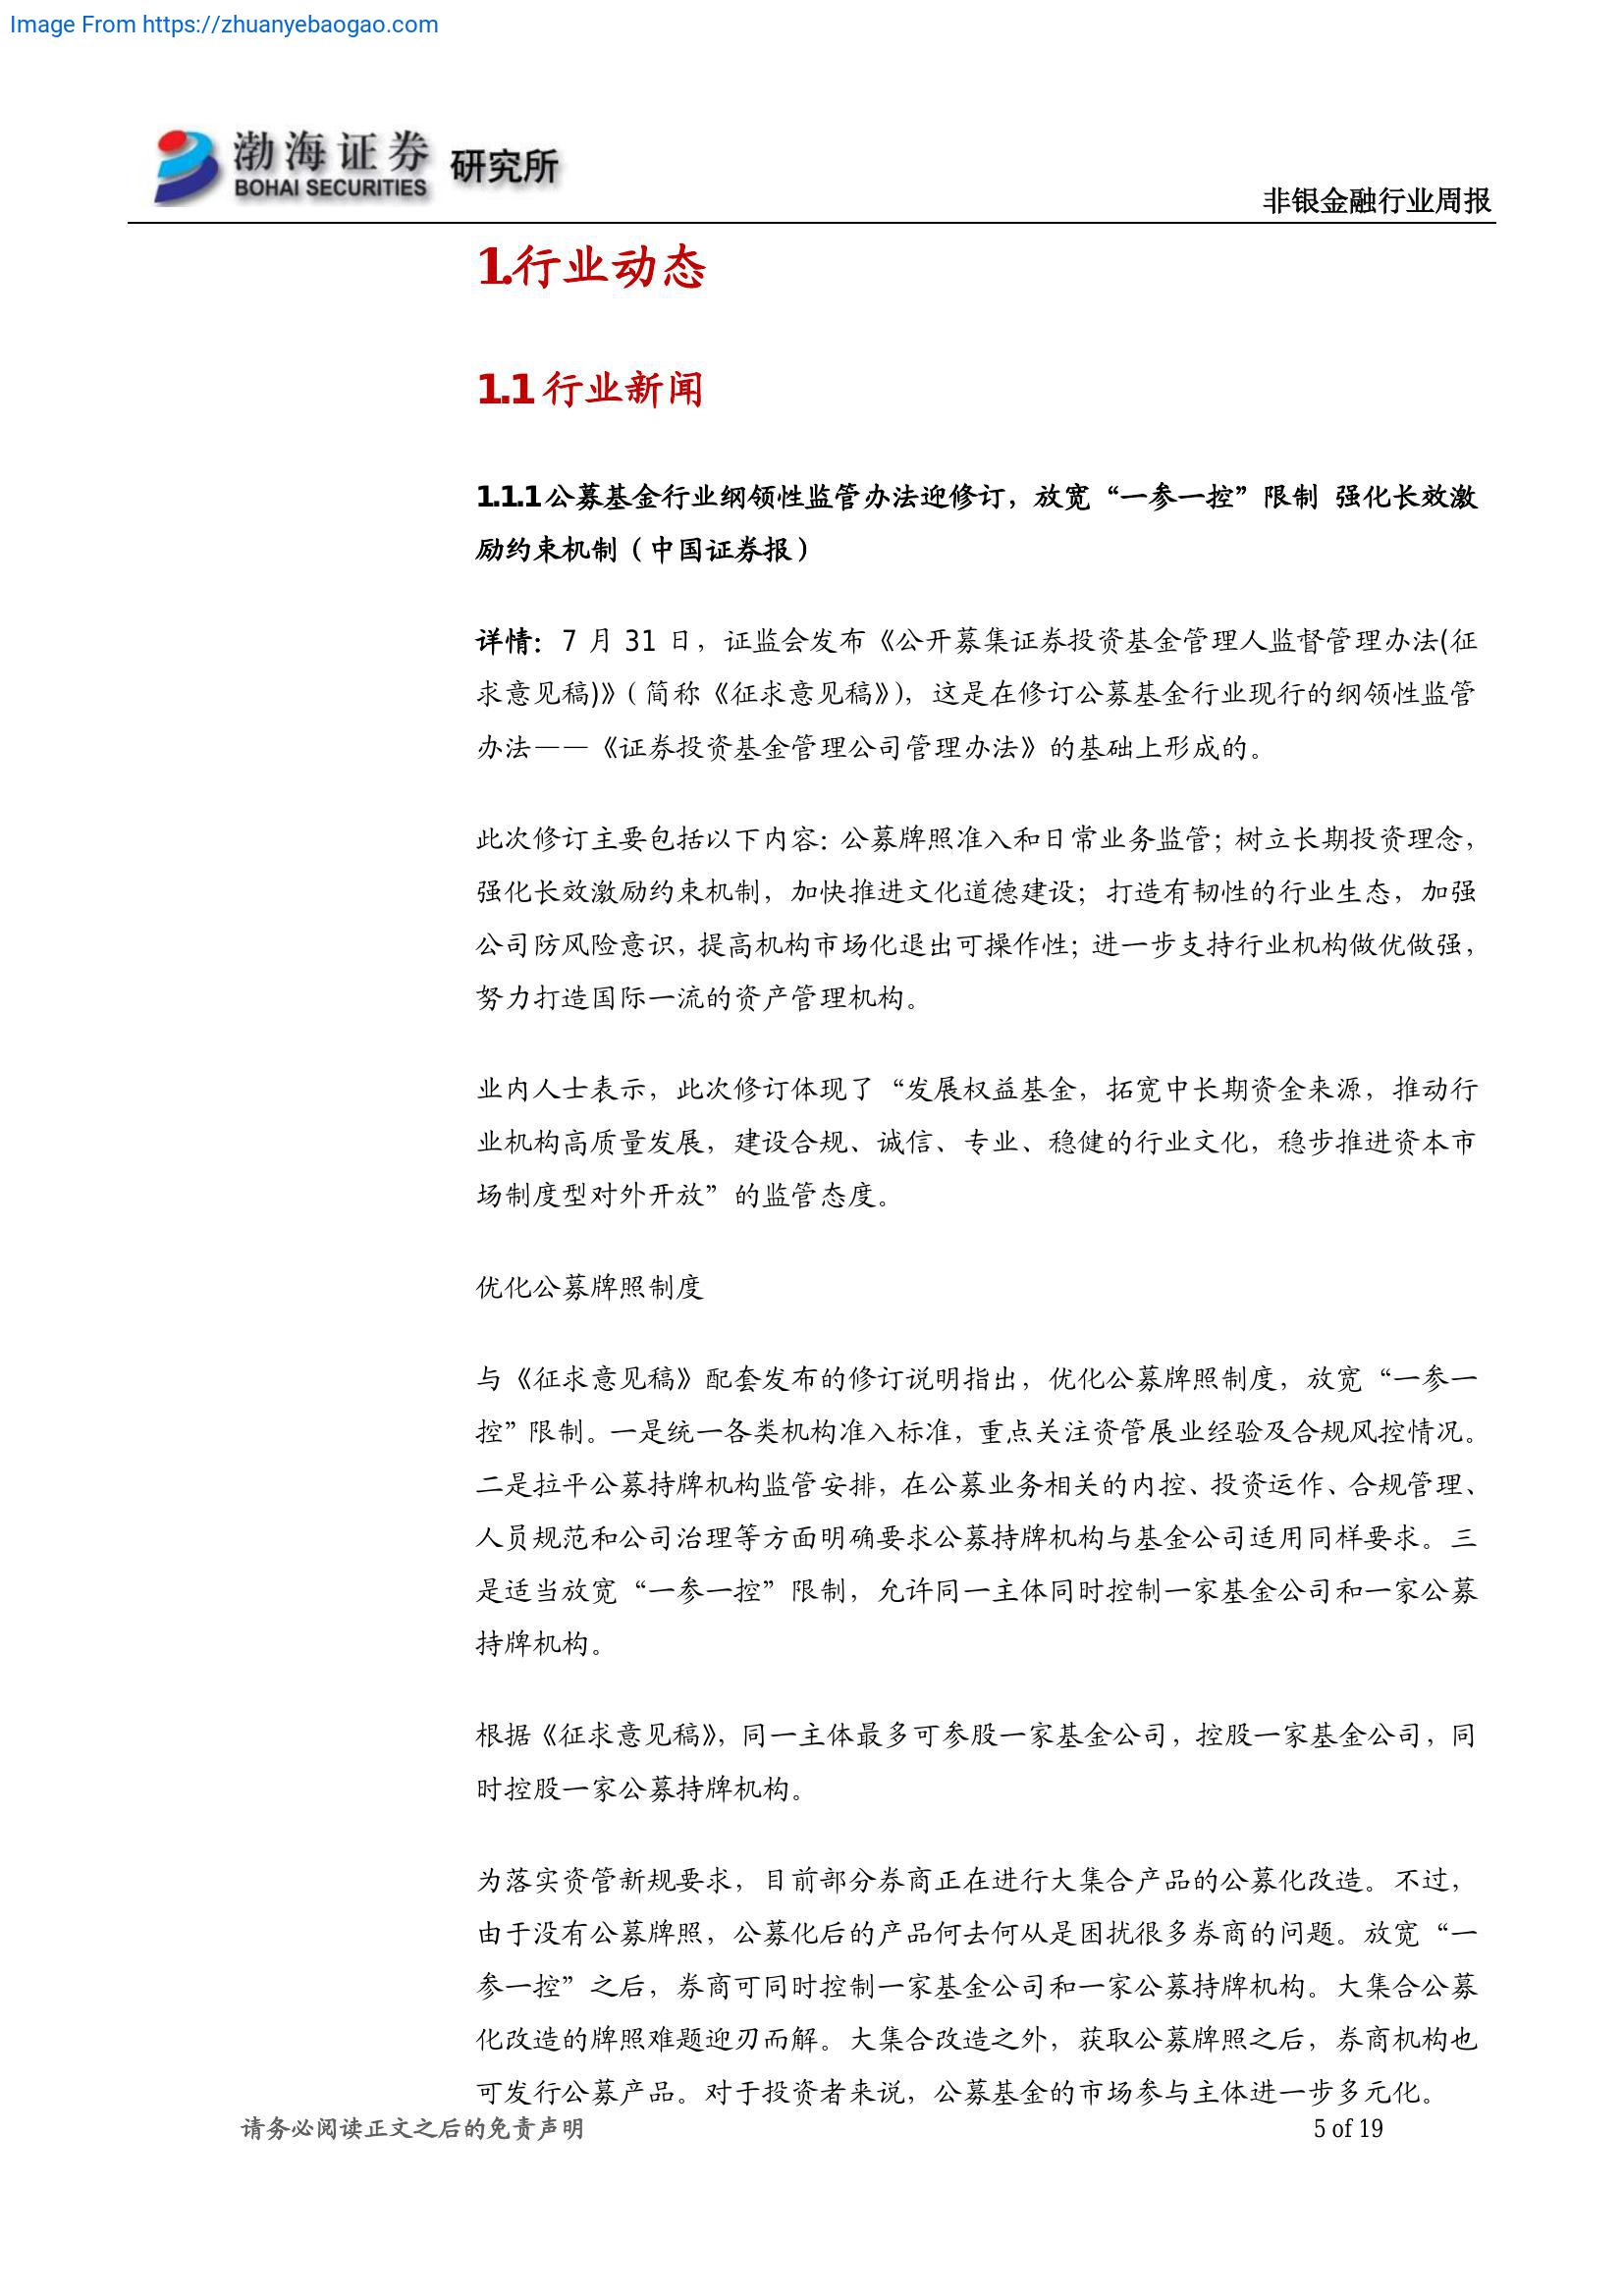 Image From https://zhuanyebaogao.com
渤海证券
BOHAI SECURITIES
研究所
非银金融行业周报
1.行业动态
1.1 行业新闻
1.1.1 公募基金行业纲领性监管办法迎修订，放宽“一参一控”限制 强化长效激
励约束机制（中国证券报）
详情：7 月 31 日，证监会发布《公开募集证券投资基金管理人监督管理办法(征
求意见稿)》（简称《征求意见稿》），这是在修订公募基金行业现行的纲领性监管
办法——《证券投资基金管理公司管理办法》的基础上形成的。
此次修订主要包括以下内容：公募牌照准入和日常业务监管；树立长期投资理念，
强化长效激励约束机制，加快推进文化道德建设；打造有韧性的行业生态，加强
公司防风险意识，提高机构市场化退出可操作性；进一步支持行业机构做优做强，
努力打造国际一流的资产管理机构。
业内人士表示，此次修订体现了“发展权益基金，拓宽中长期资金来源，推动行
业机构高质量发展，建设合规、诚信、专业、稳健的行业文化，稳步推进资本市
场制度型对外开放”的监管态度。
优化公募牌照制度
与《征求意见稿》配套发布的修订说明指出，优化公募牌照制度，放宽“一参一
控”限制。一是统一各类机构准入标准，重点关注资管展业经验及合规风控情况。
二是拉平公募持牌机构监管安排，在公募业务相关的内控、投资运作、合规管理、
人员规范和公司治理等方面明确要求公募持牌机构与基金公司适用同样要求。三
是适当放宽“一参一控”限制，允许同一主体同时控制一家基金公司和一家公募
持牌机构。
根据《征求意见稿》，同一主体最多可参股一家基金公司，控股一家基金公司，同
时控股一家公募持牌机构。
为落实资管新规要求，目前部分券商正在进行大集合产品的公募化改造。不过，
由于没有公募牌照，公募化后的产品何去何从是困扰很多券商的问题。放宽“一
参一控”之后，券商可同时控制一家基金公司和一家公募持牌机构。大集合公募
化改造的牌照难题迎刃而解。大集合改造之外，获取公募牌照之后，券商机构也
可发行公募产品。对于投资者来说，公募基金的市场参与主体进一步多元化。
请务必阅读正文之后的免责声明
5 of 19